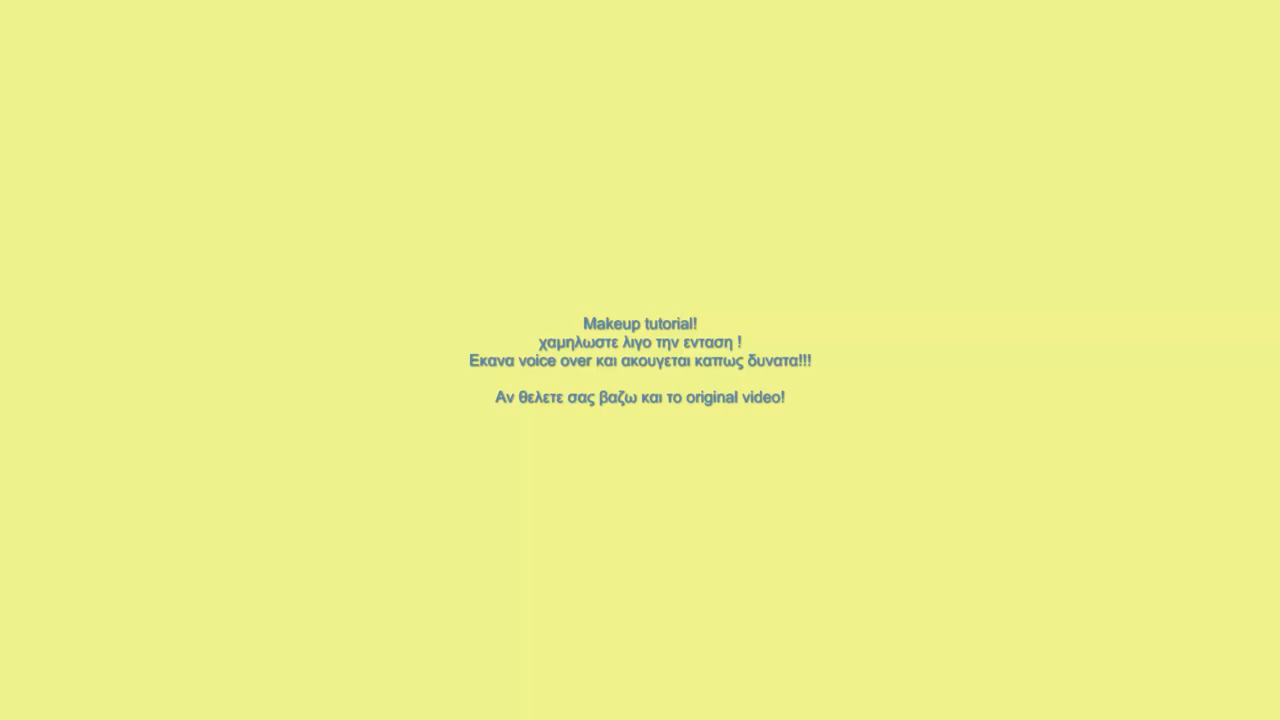 Makeup tutorial!
χαμηλωστε λιγο την ενταση !
Εκανα voice over και ακουγεται καπως δυνατα!!!
Αν θελετε σας βαζω και το original video!